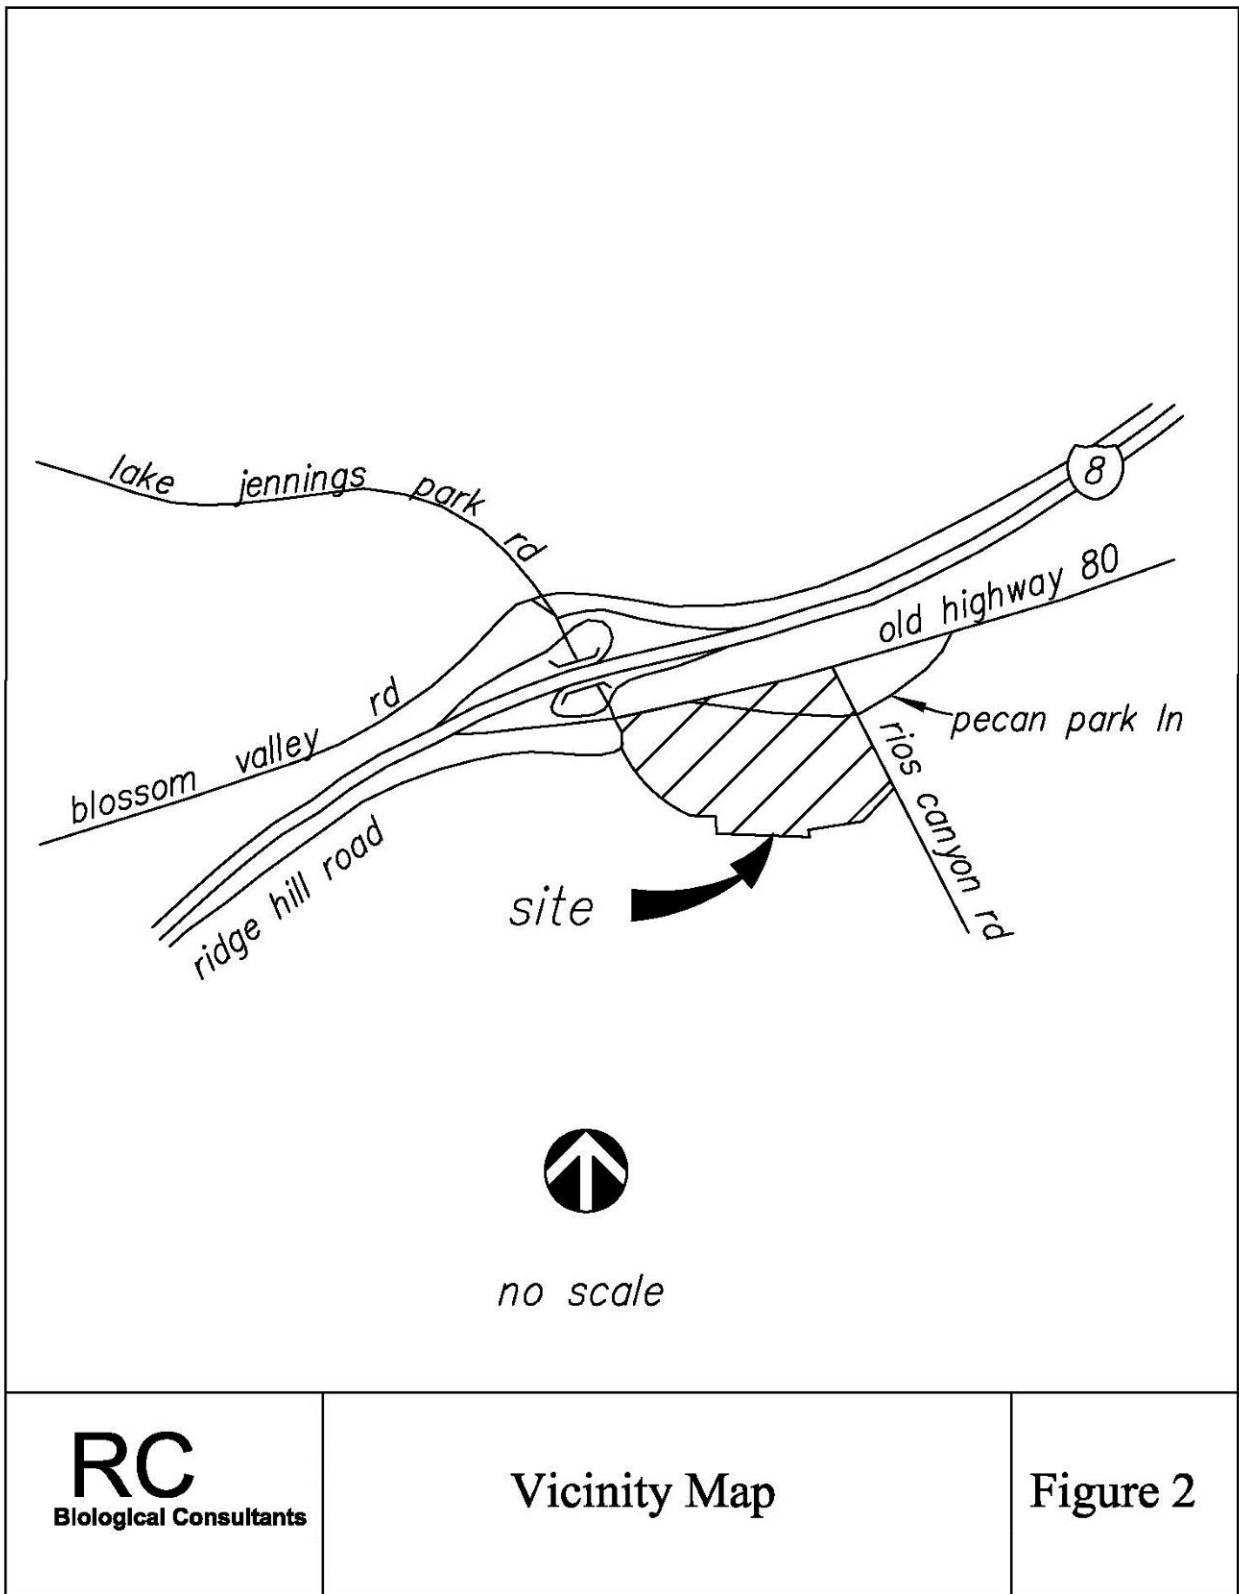 lake jennings park rd
8
old highway 80
blossom valley rd
pecan park ln
rios canyon rd
ridge hill road
site
no scale
RC
Biological Consultants
Vicinity Map
Figure 2